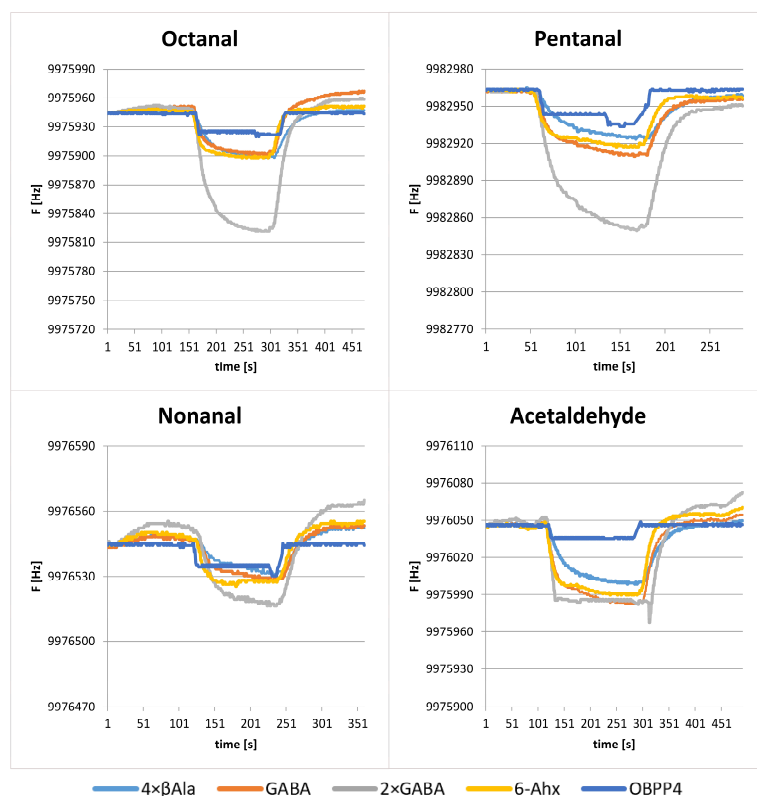 Octanal
F [Hz]
9975990
9975960
9975930
9975900
9975870
9975840
9975810
9975780
9975750
9975720
1 51 101 151 201 251 301 351 401 451
time [s]
Pentanal
F [Hz]
9982980
9982950
9982920
9982890
9982860
9982830
9982800
9982770
1 51 101 151 201 251
time [s]
Nonanal
F [Hz]
9976590
9976560
9976530
9976500
9976470
1 51 101 151 201 251 301 351
time [s]
Acetaldehyde
F [Hz]
9976110
9976080
9976050
9976020
9975990
9975960
9975930
9975900
1 51 101 151 201 251 301 351 401 451
time [s]
4×βAla GABA 2×GABA 6-Ahx OBPP4